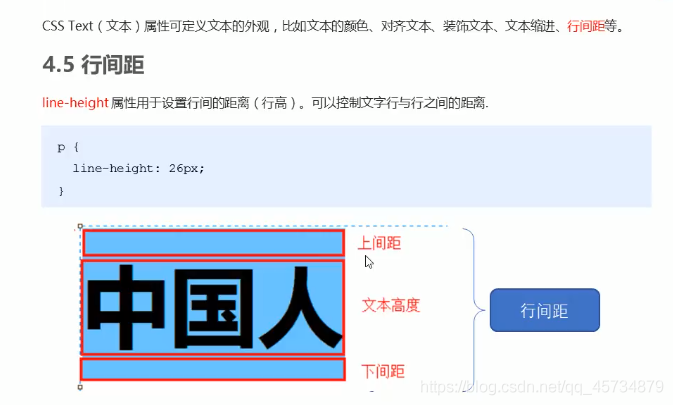 CSS Text（文本）属性可定义文本的外观，比如文本的颜色、对齐文本、装饰文本、文本缩进、行间距等。
4.5 行间距
line-height 属性用于设置行间的距离（行高）。可以控制文字行与行之间的距离.
p {
line-height: 26px;
}
上间距
中国人
文本高度
行间距
下间距
https://blog.csdn.net/qq_45734879